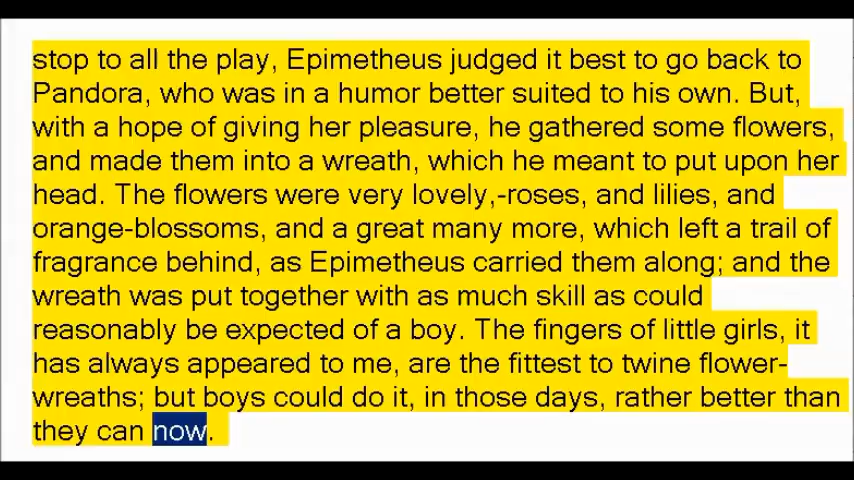 stop to all the play, Epimetheus judged it best to go back to
Pandora, who was in a humor better suited to his own. But,
with a hope of giving her pleasure, he gathered some flowers,
and made them into a wreath, which he meant to put upon her
head. The flowers were very lovely,-roses, and lilies, and
orange-blossoms, and a great many more, which left a trail of
fragrance behind, as Epimetheus carried them along; and the
wreath was put together with as much skill as could
reasonably be expected of a boy. The fingers of little girls, it
has always appeared to me, are the fittest to twine flower-
wreaths; but boys could do it, in those days, rather better than
they can now.